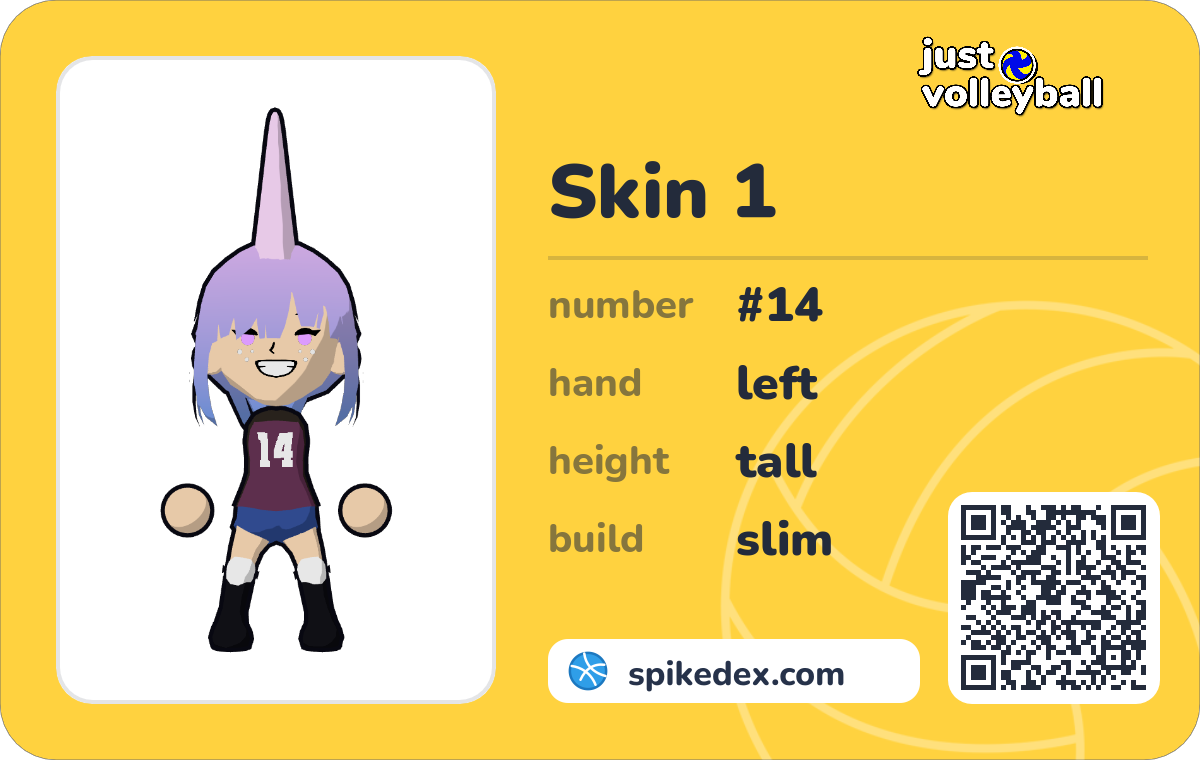 just
volleyball
Skin 1
number #14
hand left
height tall
build slim
14
spikedex.com